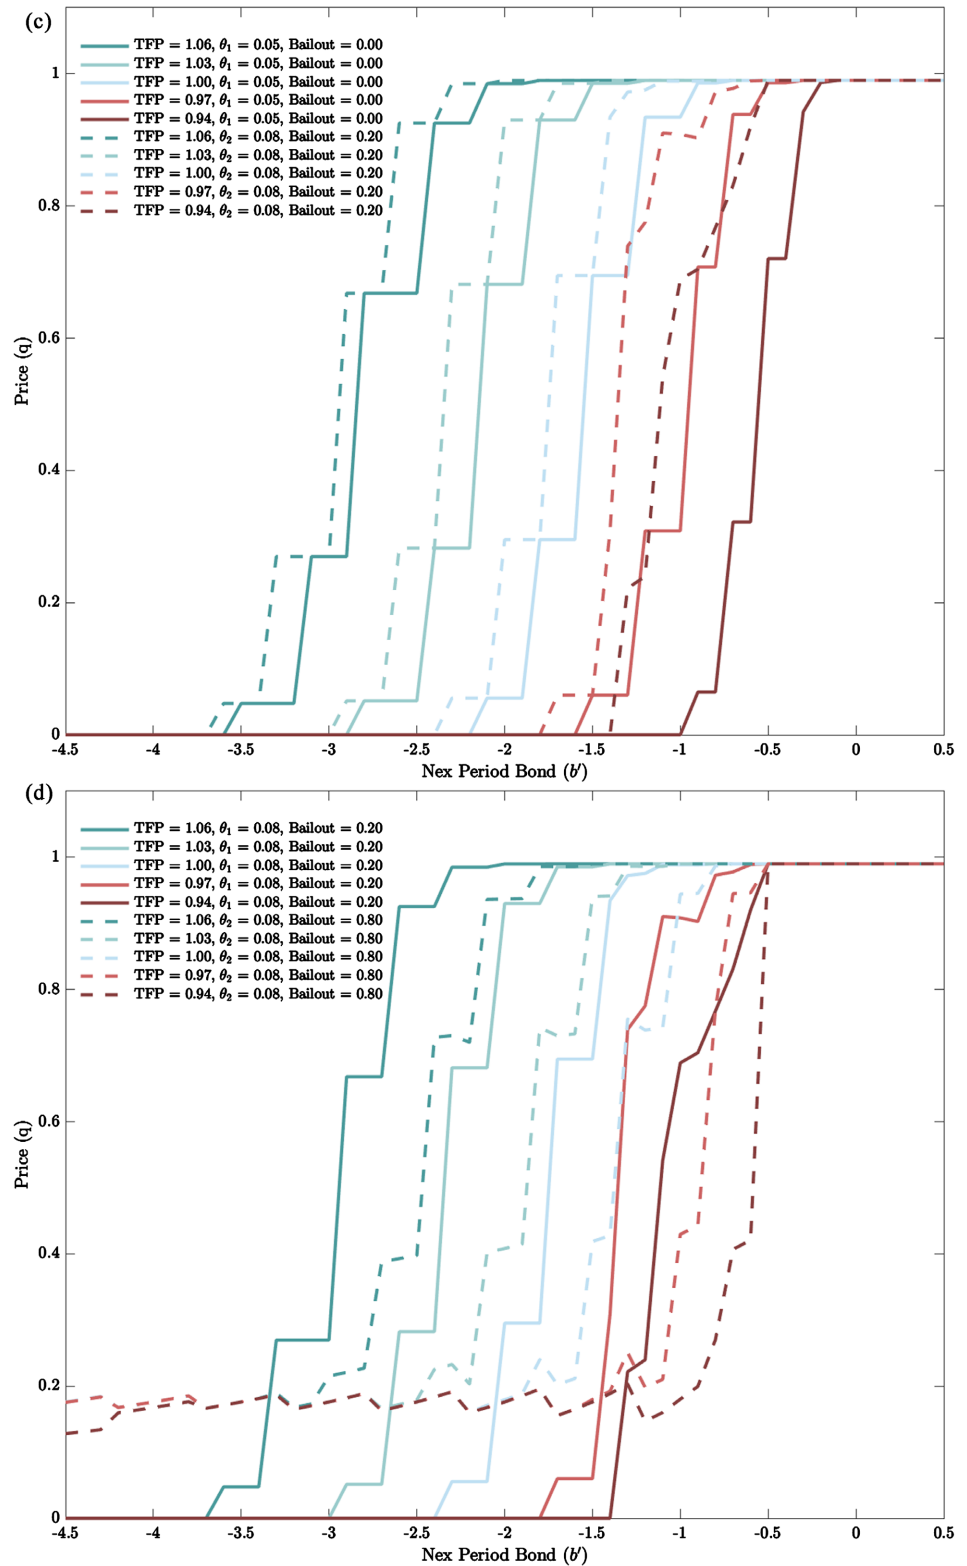 (c)
TFP = 1.06, θ₁ = 0.05, Bailout = 0.00
TFP = 1.03, θ₁ = 0.05, Bailout = 0.00
TFP = 1.00, θ₁ = 0.05, Bailout = 0.00
TFP = 0.97, θ₁ = 0.05, Bailout = 0.00
TFP = 0.94, θ₁ = 0.05, Bailout = 0.00
TFP = 1.06, θ₂ = 0.08, Bailout = 0.20
TFP = 1.03, θ₂ = 0.08, Bailout = 0.20
TFP = 1.00, θ₂ = 0.08, Bailout = 0.20
TFP = 0.97, θ₂ = 0.08, Bailout = 0.20
TFP = 0.94, θ₂ = 0.08, Bailout = 0.20
1
0.8
0.6
0.4
0.2
0
Price (q)
-4.5 -4 -3.5 -3 -2.5 -2 -1.5 -1 -0.5 0 0.5
Nex Period Bond (b′)
(d)
TFP = 1.06, θ₁ = 0.08, Bailout = 0.20
TFP = 1.03, θ₁ = 0.08, Bailout = 0.20
TFP = 1.00, θ₁ = 0.08, Bailout = 0.20
TFP = 0.97, θ₁ = 0.08, Bailout = 0.20
TFP = 0.94, θ₁ = 0.08, Bailout = 0.20
TFP = 1.06, θ₂ = 0.08, Bailout = 0.80
TFP = 1.03, θ₂ = 0.08, Bailout = 0.80
TFP = 1.00, θ₂ = 0.08, Bailout = 0.80
TFP = 0.97, θ₂ = 0.08, Bailout = 0.80
TFP = 0.94, θ₂ = 0.08, Bailout = 0.80
1
0.8
0.6
0.4
0.2
0
Price (q)
-4.5 -4 -3.5 -3 -2.5 -2 -1.5 -1 -0.5 0 0.5
Nex Period Bond (b′)